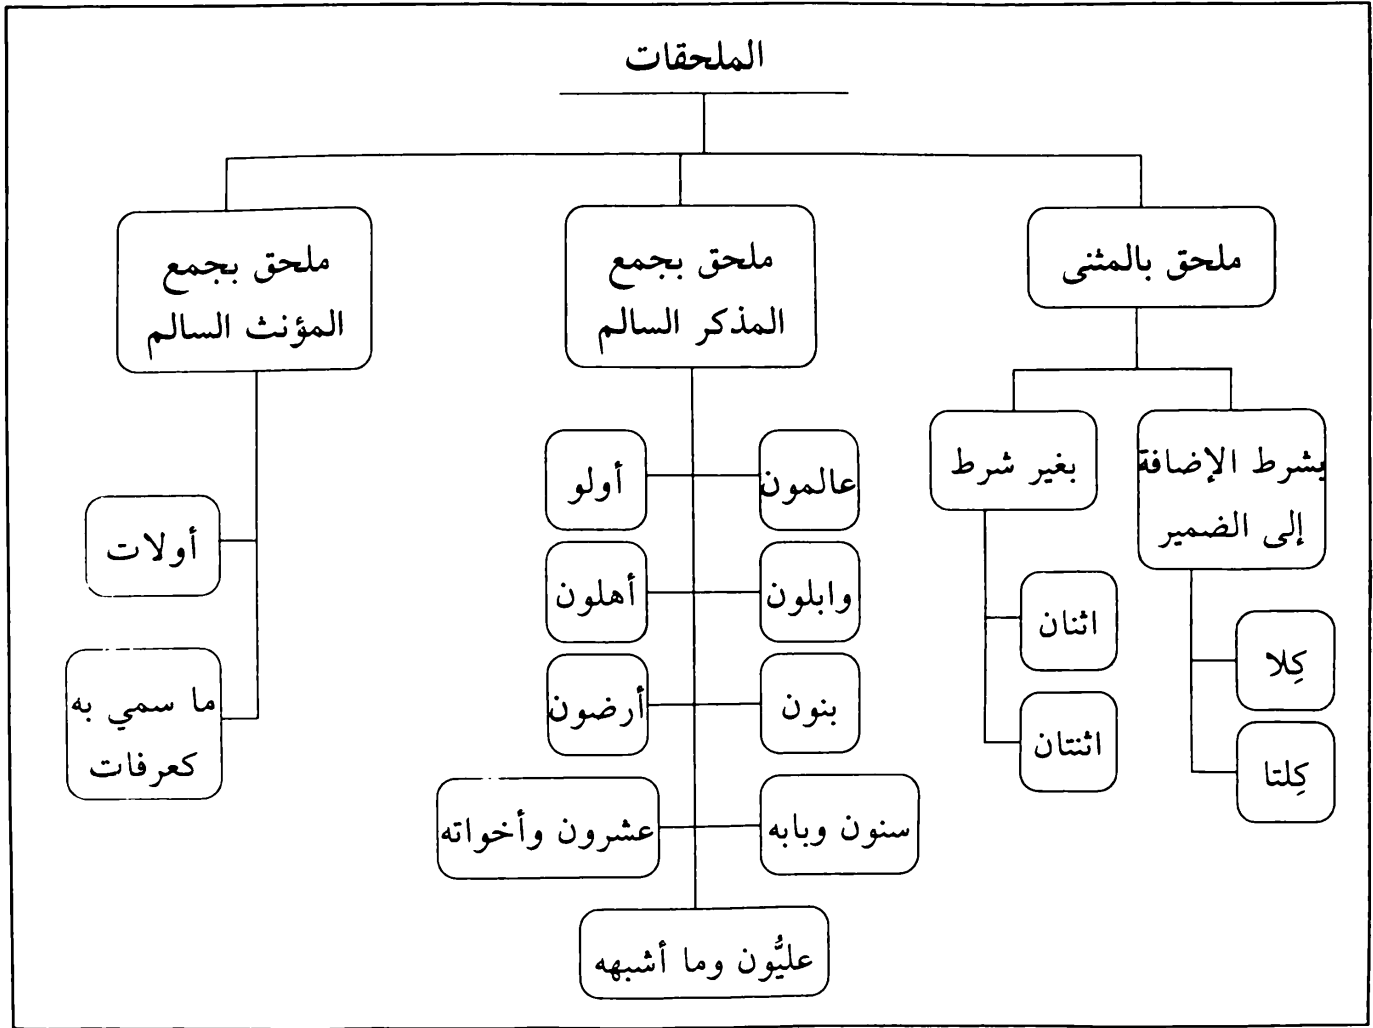 الملحقات
ملحق بالمثنى
بشرط الإضافة
إلى الضمير
كِلا
كِلتا
بغير شرط
اثنان
اثنتان
ملحق بجمع
المذكر السالم
عالمون
أولو
وابلون
أهلون
بنون
أرضون
سنون وبابه
عشرون وأخواته
عليُّون وما أشبهه
ملحق بجمع
المؤنث السالم
أولات
ما سمي به
كعرفات